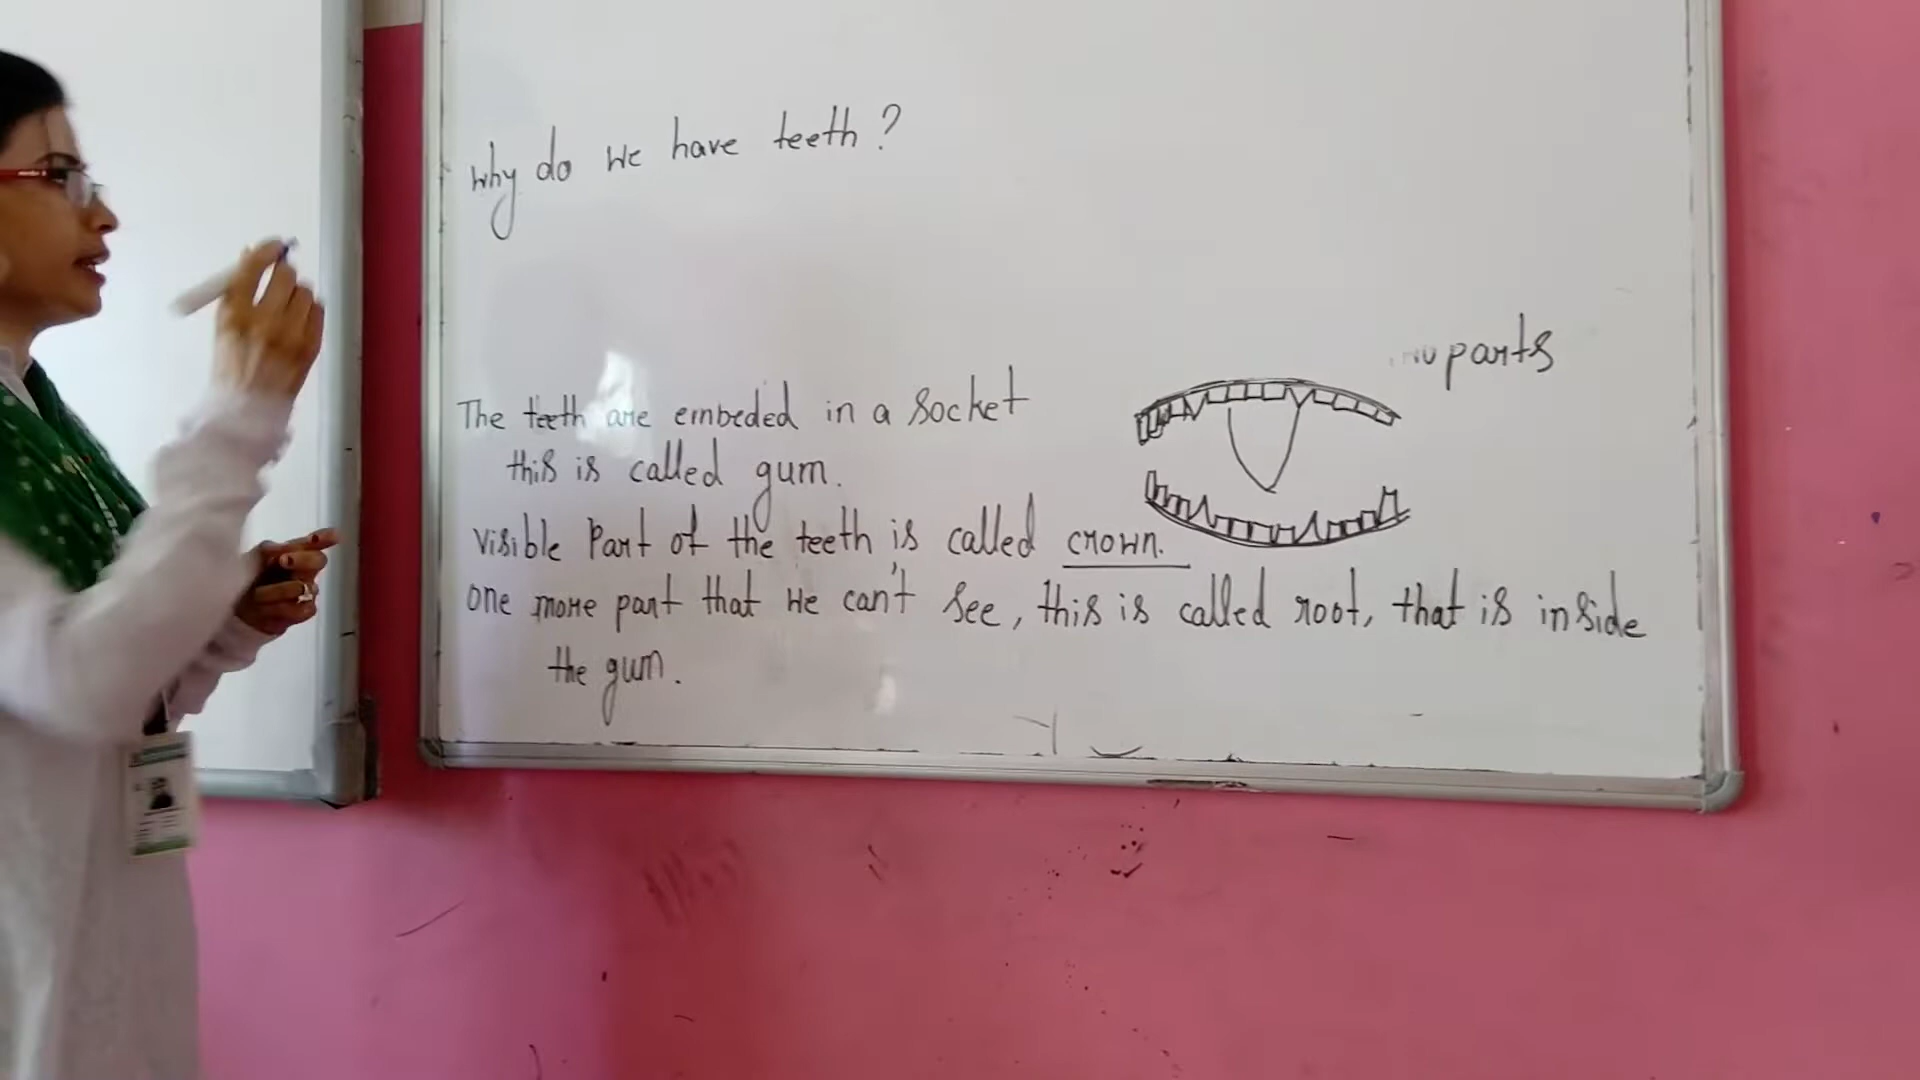 why do we have teeth?
parts
The teeth are embeded in a socket
this is called gum.
visible Part of the teeth is called crown.
one more part that we can't see, this is called root, that is inside
the gum.